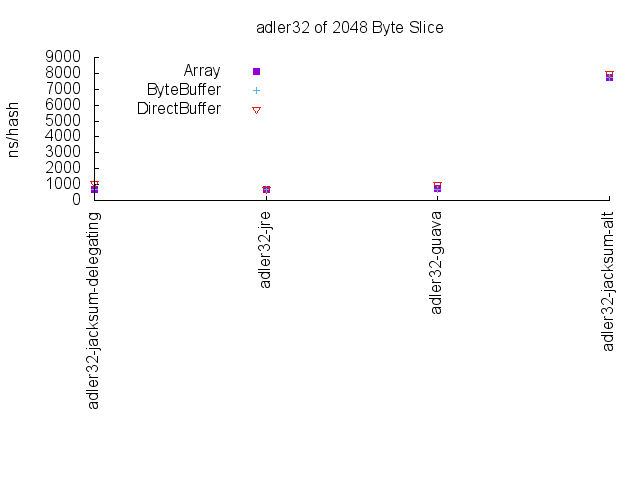 adler32 of 2048 Byte Slice
9000
8000
7000
6000
5000
4000
3000
2000
1000
0
ns/hash
Array
ByteBuffer
DirectBuffer
adler32-jacksum-delegating
adler32-jre
adler32-guava
adler32-jacksum-alt